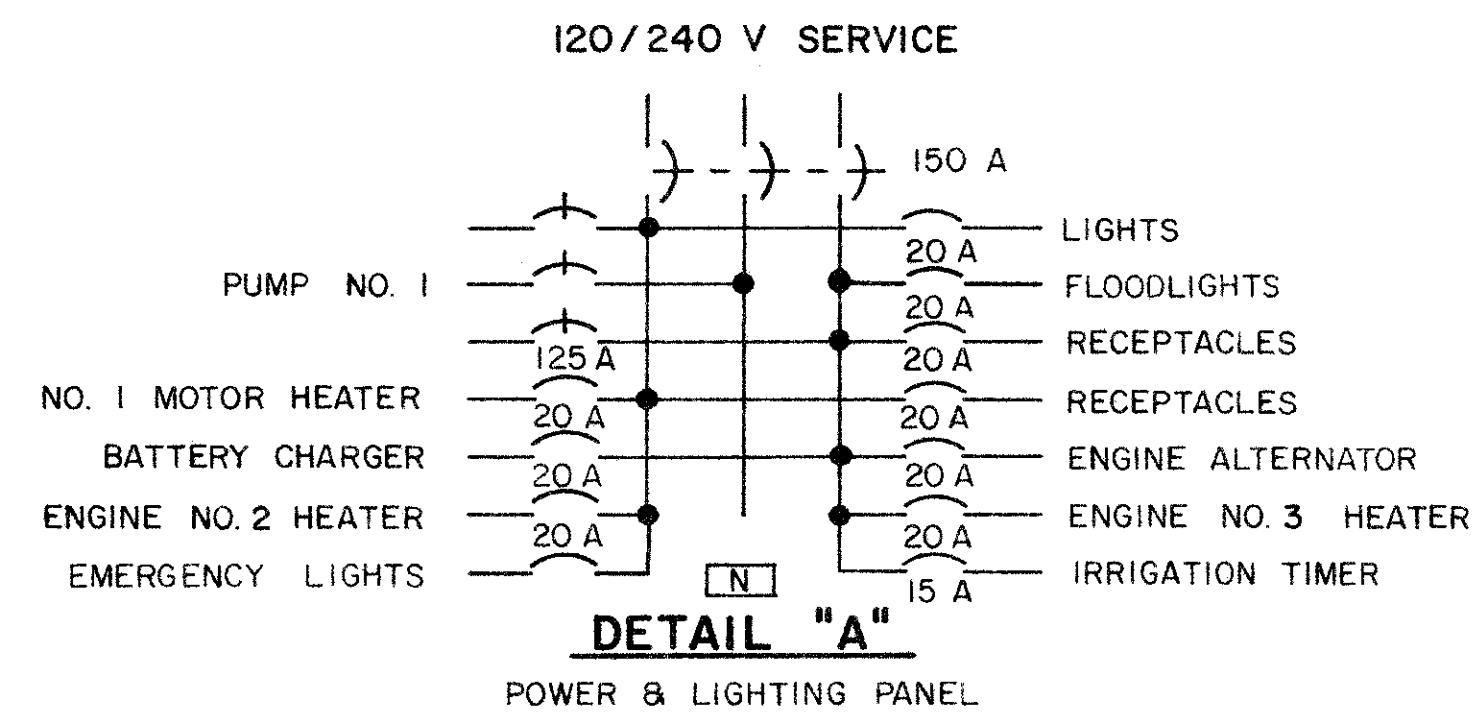 120/240 V SERVICE
150 A
LIGHTS
20 A
PUMP NO. 1
FLOODLIGHTS
20 A
RECEPTACLES
125 A
20 A
NO. 1 MOTOR HEATER
RECEPTACLES
20 A
20 A
BATTERY CHARGER
ENGINE ALTERNATOR
20 A
20 A
ENGINE NO. 2 HEATER
ENGINE NO. 3 HEATER
20 A
20 A
EMERGENCY LIGHTS
IRRIGATION TIMER
N
15 A
DETAIL "A"
POWER & LIGHTING PANEL